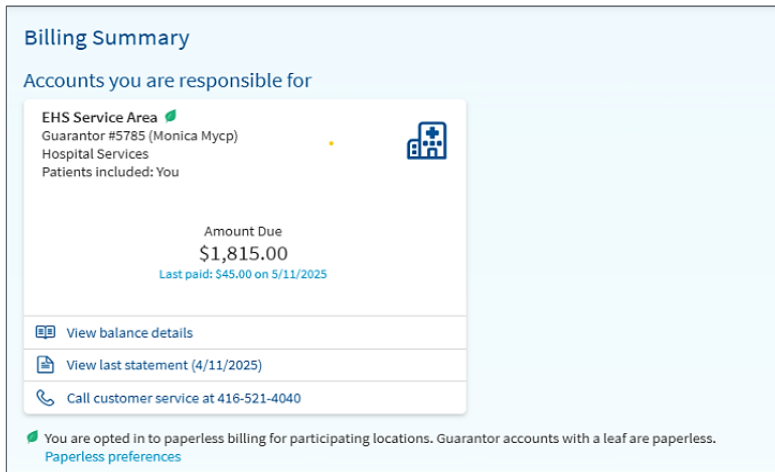 Billing Summary
Accounts you are responsible for
EHS Service Area
Guarantor #5785 (Monica Mycp)
Hospital Services
Patients included: You
Amount Due
$1,815.00
Last paid: $45.00 on 5/11/2025
View balance details
View last statement (4/11/2025)
Call customer service at 416-521-4040
You are opted in to paperless billing for participating locations. Guarantor accounts with a leaf are paperless.
Paperless preferences